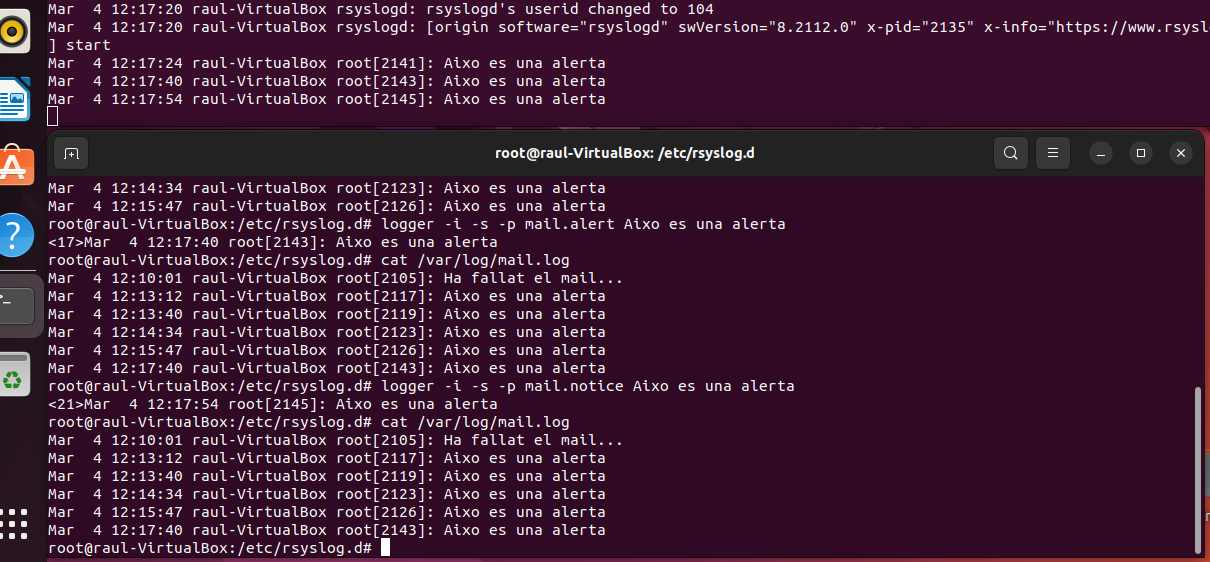 Mar  4 12:17:20 raul-VirtualBox rsyslogd: rsyslogd's userid changed to 104
Mar  4 12:17:20 raul-VirtualBox rsyslogd: [origin software="rsyslogd" swVersion="8.2112.0" x-pid="2135" x-info="https://www.rsysl
] start
Mar  4 12:17:24 raul-VirtualBox root[2141]: Aixo es una alerta
Mar  4 12:17:40 raul-VirtualBox root[2143]: Aixo es una alerta
Mar  4 12:17:54 raul-VirtualBox root[2145]: Aixo es una alerta
root@raul-VirtualBox: /etc/rsyslog.d
Mar  4 12:14:34 raul-VirtualBox root[2123]: Aixo es una alerta
Mar  4 12:15:47 raul-VirtualBox root[2126]: Aixo es una alerta
root@raul-VirtualBox:/etc/rsyslog.d# logger -i -s -p mail.alert Aixo es una alerta
<17>Mar  4 12:17:40 root[2143]: Aixo es una alerta
root@raul-VirtualBox:/etc/rsyslog.d# cat /var/log/mail.log
Mar  4 12:10:01 raul-VirtualBox root[2105]: Ha fallat el mail...
Mar  4 12:13:12 raul-VirtualBox root[2117]: Aixo es una alerta
Mar  4 12:13:40 raul-VirtualBox root[2119]: Aixo es una alerta
Mar  4 12:14:34 raul-VirtualBox root[2123]: Aixo es una alerta
Mar  4 12:15:47 raul-VirtualBox root[2126]: Aixo es una alerta
Mar  4 12:17:40 raul-VirtualBox root[2143]: Aixo es una alerta
root@raul-VirtualBox:/etc/rsyslog.d# logger -i -s -p mail.notice Aixo es una alerta
<21>Mar  4 12:17:54 root[2145]: Aixo es una alerta
root@raul-VirtualBox:/etc/rsyslog.d# cat /var/log/mail.log
Mar  4 12:10:01 raul-VirtualBox root[2105]: Ha fallat el mail...
Mar  4 12:13:12 raul-VirtualBox root[2117]: Aixo es una alerta
Mar  4 12:13:40 raul-VirtualBox root[2119]: Aixo es una alerta
Mar  4 12:14:34 raul-VirtualBox root[2123]: Aixo es una alerta
Mar  4 12:15:47 raul-VirtualBox root[2126]: Aixo es una alerta
Mar  4 12:17:40 raul-VirtualBox root[2143]: Aixo es una alerta
root@raul-VirtualBox:/etc/rsyslog.d#